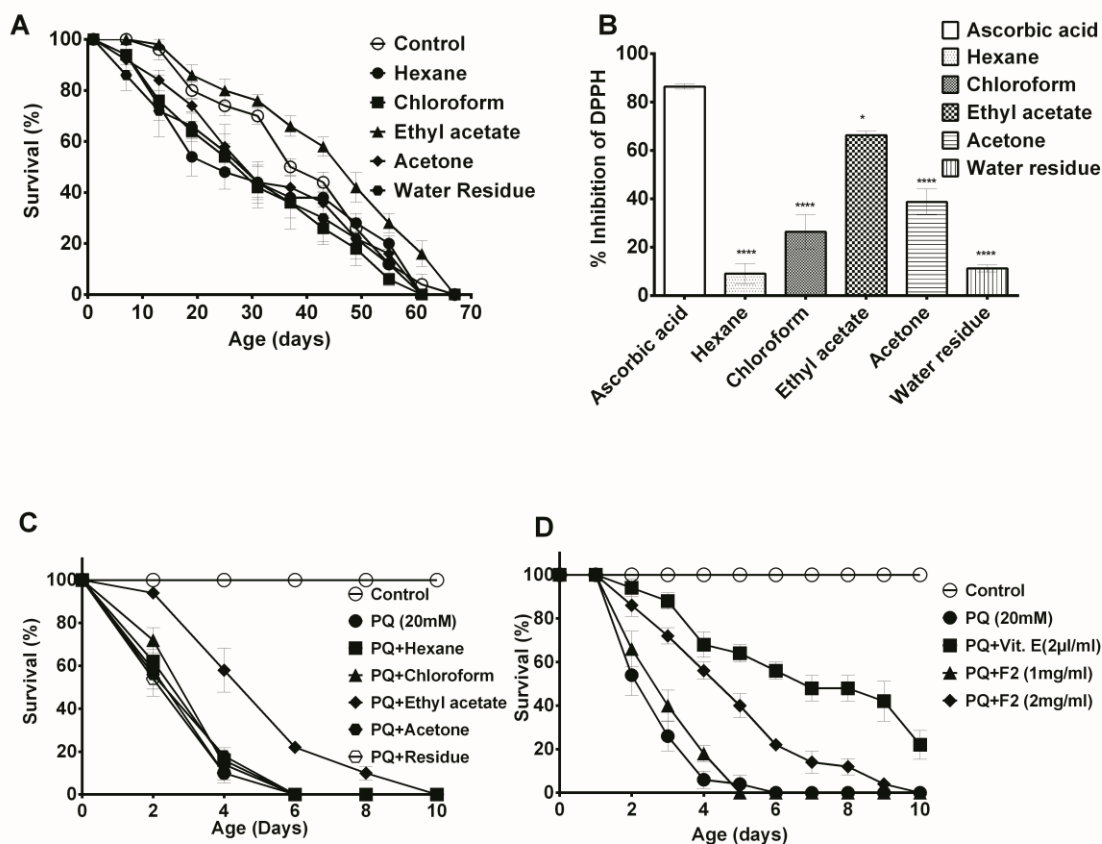 A
Survival (%)
100
80
60
40
20
0
0 10 20 30 40 50 60 70
Age (days)
Control
Hexane
Chloroform
Ethyl acetate
Acetone
Water Residue
B
% Inhibition of DPPH
100
80
60
40
20
0
****
****
*
****
****
Ascorbic acid
Hexane
Chloroform
Ethyl acetate
Acetone
Water residue
Ascorbic acid
Hexane
Chloroform
Ethyl acetate
Acetone
Water residue
C
Survival (%)
100
80
60
40
20
0
0 2 4 6 8 10
Age (Days)
Control
PQ (20mM)
PQ+Hexane
PQ+Chloroform
PQ+Ethyl acetate
PQ+Acetone
PQ+Residue
D
Survival (%)
100
80
60
40
20
0
0 2 4 6 8 10
Age (days)
Control
PQ (20mM)
PQ+Vit. E(2µl/ml)
PQ+F2 (1mg/ml)
PQ+F2 (2mg/ml)